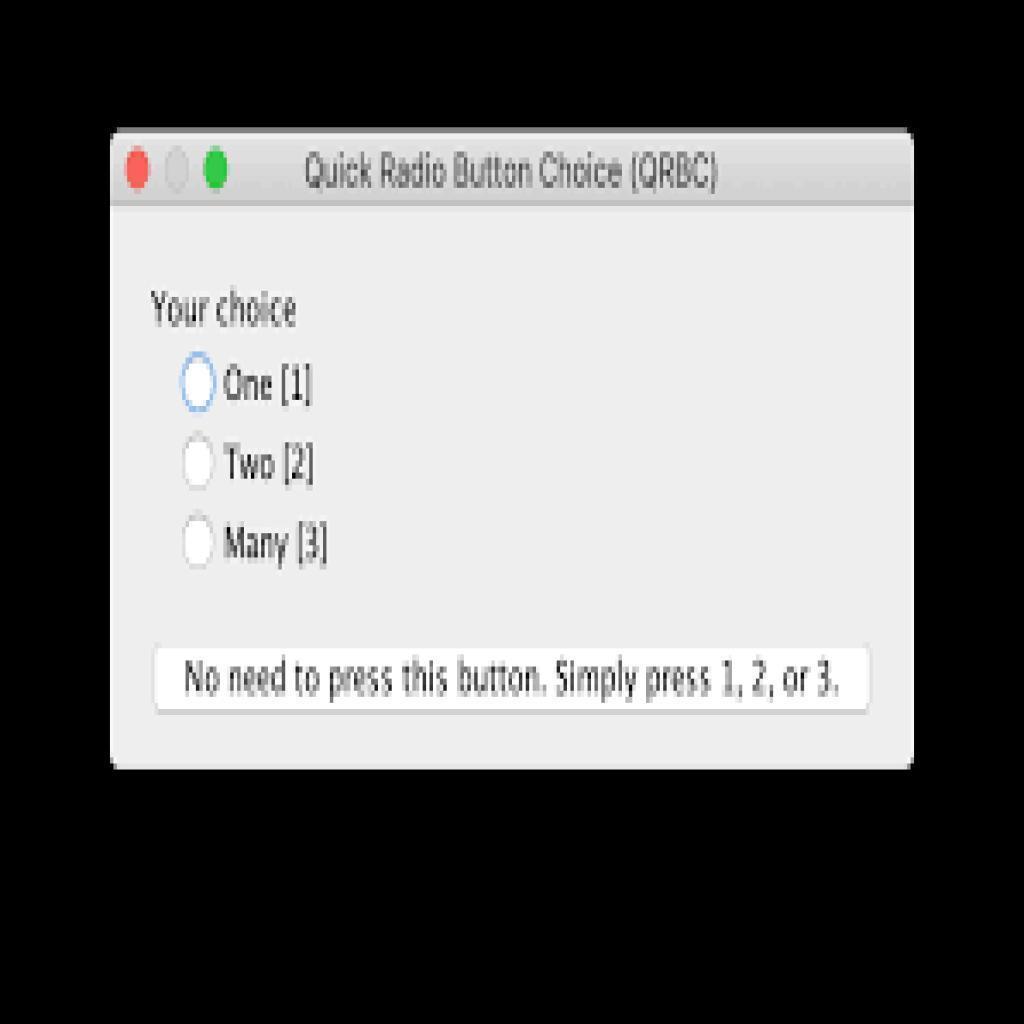 Quick Radio Button Choice (QRBC)
Your choice
One [1]
Two [2]
Many [3]
No need to press this button. Simply press 1, 2, or 3.